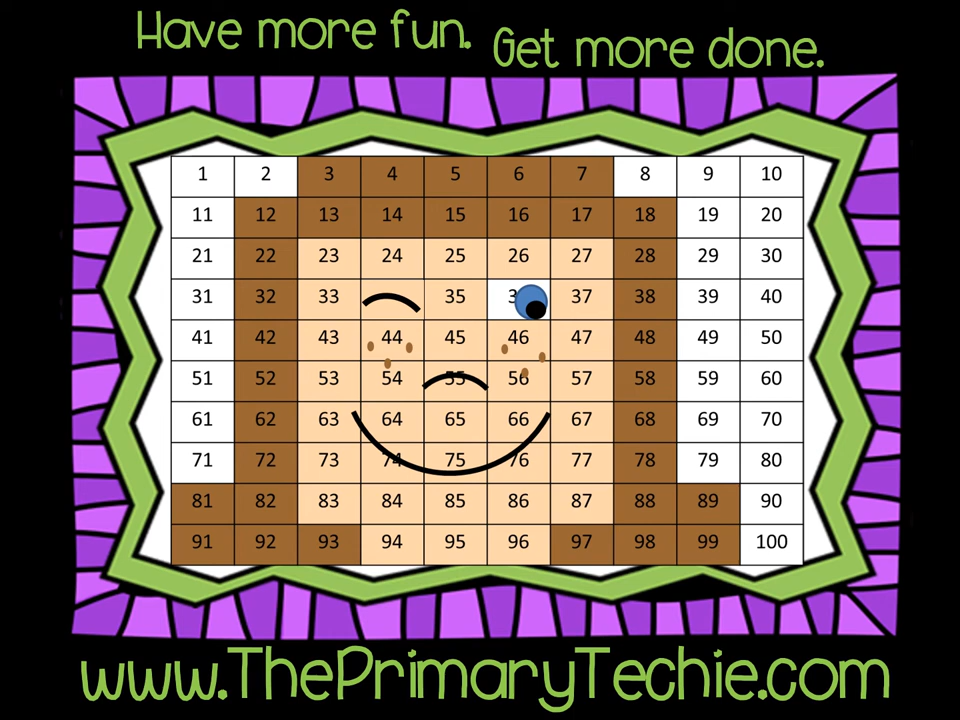 Have more fun. Get more done.
1 2 3 4 5 6 7 8 9 10
11 12 13 14 15 16 17 18 19 20
21 22 23 24 25 26 27 28 29 30
31 32 33 35 37 38 39 40
41 42 43 44 45 46 47 48 49 50
51 52 53 54 55 56 57 58 59 60
61 62 63 64 65 66 67 68 69 70
71 72 73 74 75 76 77 78 79 80
81 82 83 84 85 86 87 88 89 90
91 92 93 94 95 96 97 98 99 100
www.ThePrimaryTechie.com